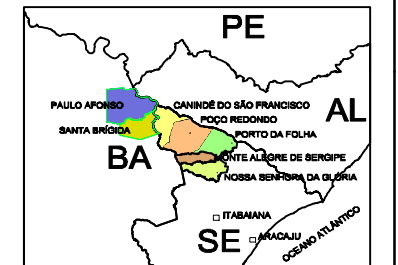 PE
AL
PAULO AFONSO
CANINDÉ DO SÃO FRANCISCO
POÇO REDONDO
SANTA BRÍGIDA
PORTO DA FOLHA
BA
MONTE ALEGRE DE SERGIPE
NOSSA SENHORA DA GLÓRIA
ITABAIANA
SE
ARACAJU
OCEANO ATLÂNTICO